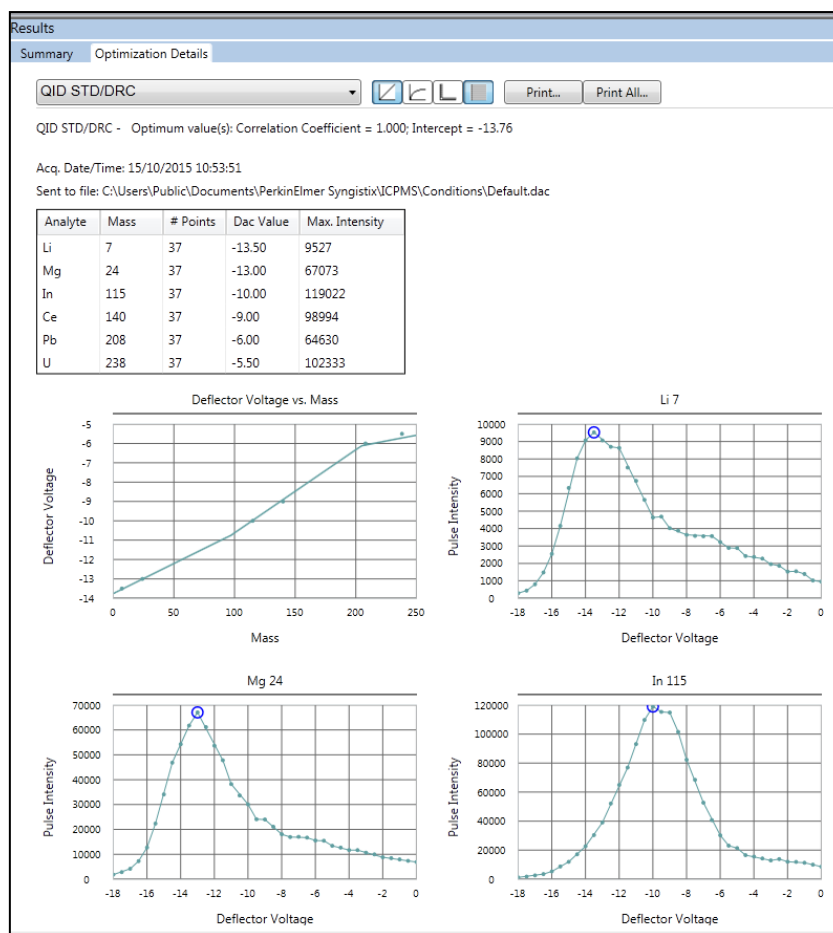 Results
Summary Optimization Details
QID STD/DRC Print... Print All...
QID STD/DRC - Optimum value(s): Correlation Coefficient = 1.000; Intercept = -13.76
Acq. Date/Time: 15/10/2015 10:53:51
Sent to file: C:\Users\Public\Documents\PerkinElmer Syngistix\ICPMS\Conditions\Default.dac
Analyte Mass # Points Dac Value Max. Intensity
Li 7 37 -13.50 9527
Mg 24 37 -13.00 67073
In 115 37 -10.00 119022
Ce 140 37 -9.00 98994
Pb 208 37 -6.00 64630
U 238 37 -5.50 102333
Deflector Voltage vs. Mass
Deflector Voltage
-5
-6
-7
-8
-9
-10
-11
-12
-13
-14
0 50 100 150 200 250
Mass
Li 7
Pulse Intensity
10000
9000
8000
7000
6000
5000
4000
3000
2000
1000
0
-18 -16 -14 -12 -10 -8 -6 -4 -2 0
Deflector Voltage
Mg 24
Pulse Intensity
70000
60000
50000
40000
30000
20000
10000
0
-18 -16 -14 -12 -10 -8 -6 -4 -2 0
Deflector Voltage
In 115
Pulse Intensity
120000
100000
80000
60000
40000
20000
0
-18 -16 -14 -12 -10 -8 -6 -4 -2 0
Deflector Voltage